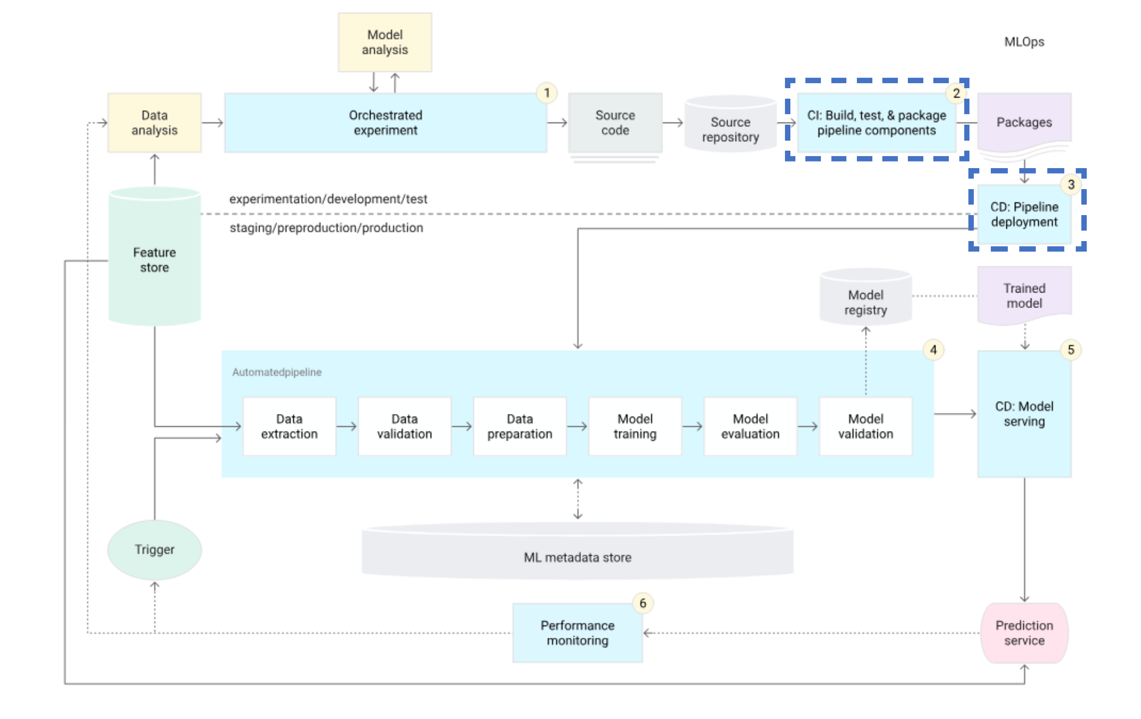 Model
analysis
MLOps
1
2
Data
analysis
Orchestrated
experiment
Source
code
Source
repository
CI: Build, test, & package
pipeline components
Packages
3
experimentation/development/test
staging/preproduction/production
CD: Pipeline
deployment
Feature
store
Model
registry
Trained
model
4
5
Automatedpipeline
Data
extraction
Data
validation
Data
preparation
Model
training
Model
evaluation
Model
validation
CD: Model
serving
Trigger
ML metadata store
6
Performance
monitoring
Prediction
service